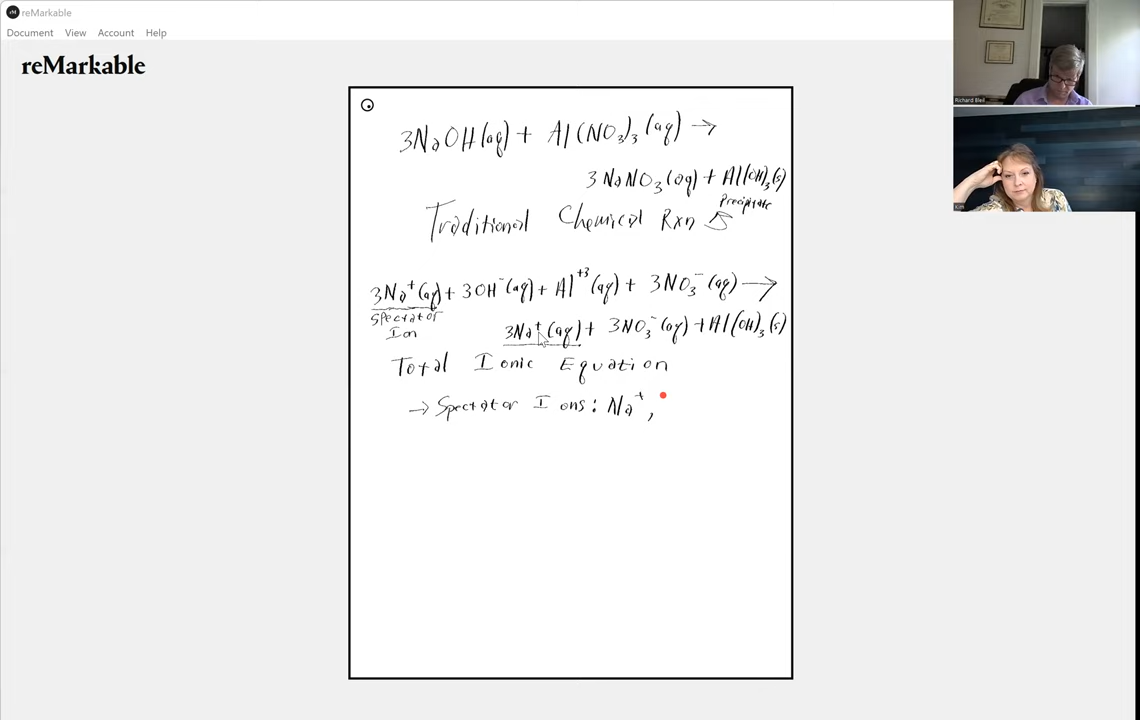 reMarkable
Document View Account Help
reMarkable
3NaOH(aq) + Al(NO₃)₃(aq) →
3NaNO₃(aq) + Al(OH)₃(s)
Precipitate
Traditional Chemical Rxn
3Na⁺(aq) + 3OH⁻(aq) + Al⁺³(aq) + 3NO₃⁻(aq) →
Spectator
Ion
3Na⁺(aq) + 3NO₃⁻(aq) + Al(OH)₃(s)
Total Ionic Equation
→ Spectator Ions: Na⁺,
Richard Bleil
Kim